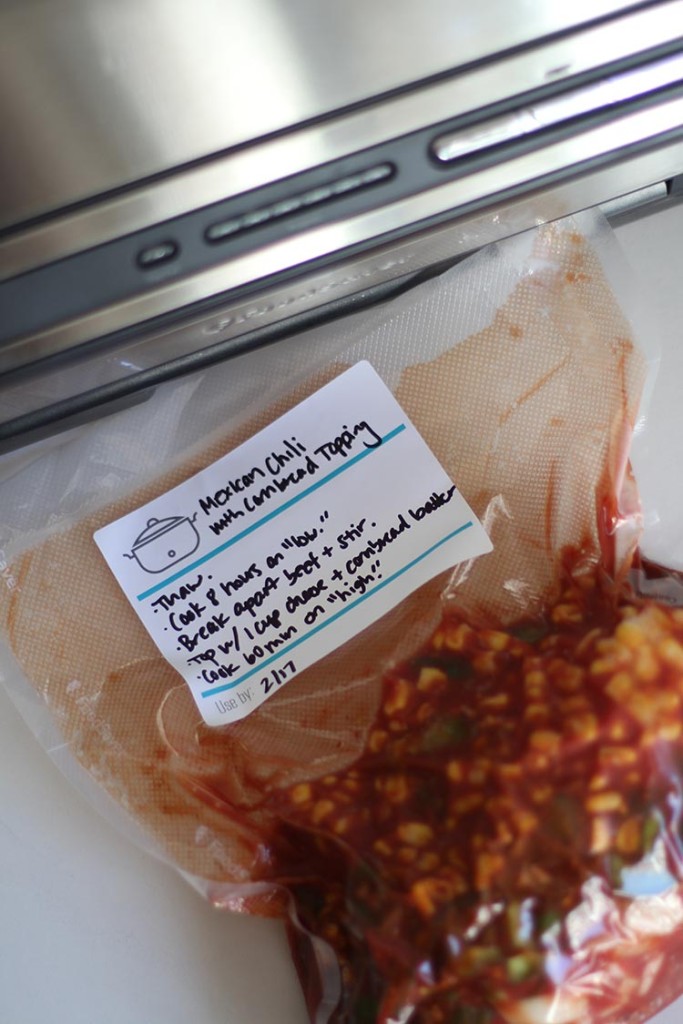 Mexican Chili
with Cornbread Topping
·Thaw.
·Cook 8 hours on "low."
·Break apart beef + stir.
·Top w/ 1 cup cheese + cornbread batter
·Cook 60 min on "high."
Use by: 2/17